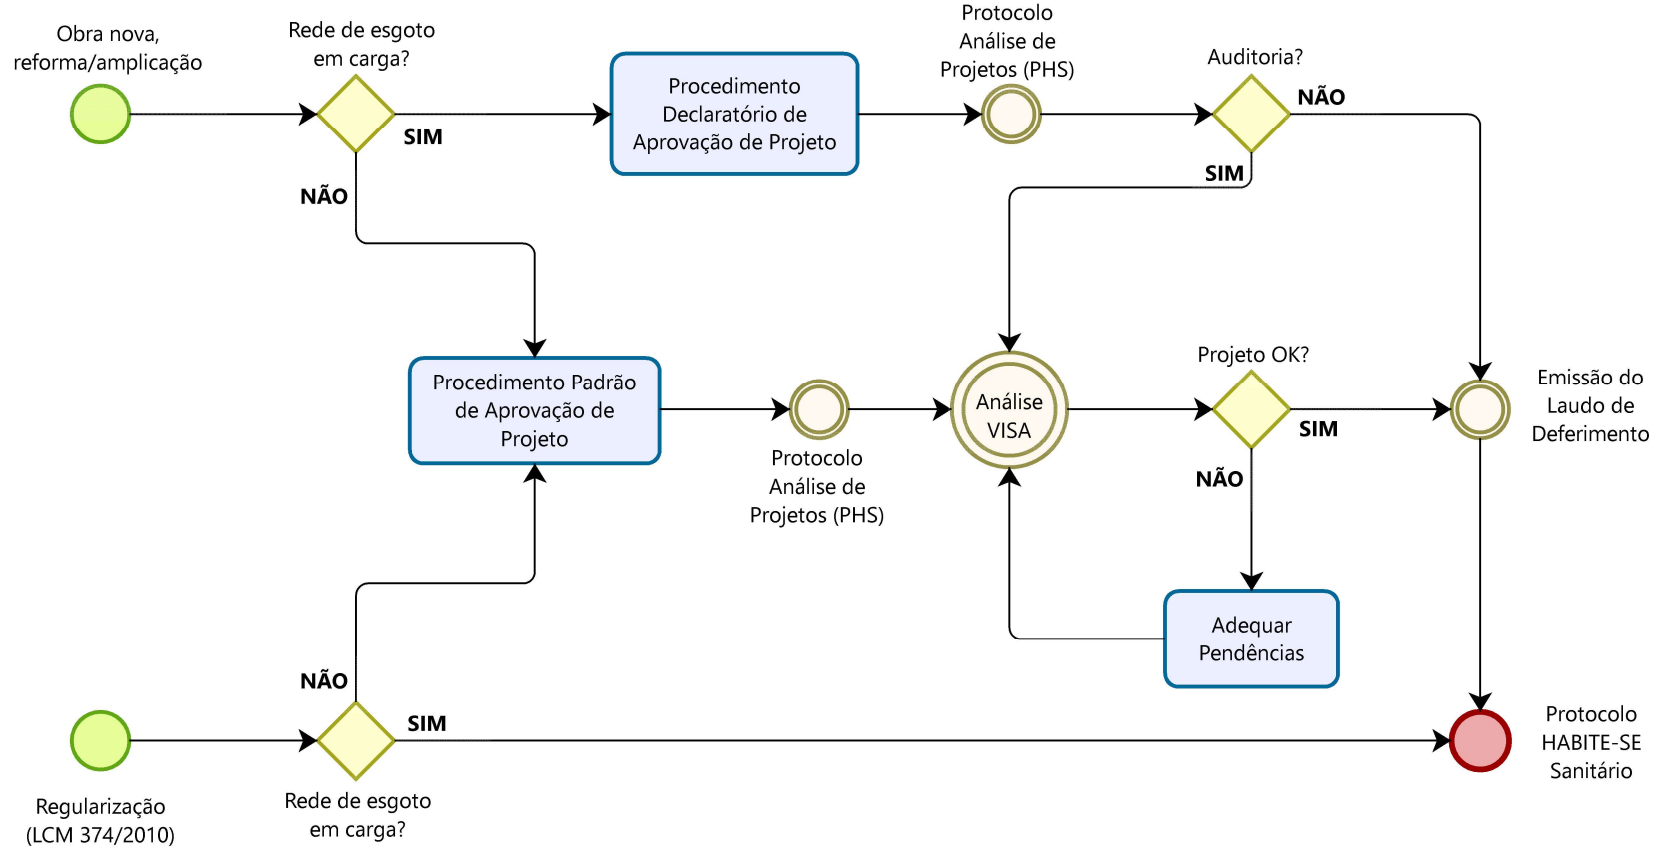 Obra nova,
reforma/amplicação
Rede de esgoto
em carga?
SIM
NÃO
Procedimento
Declaratório de
Aprovação de Projeto
Protocolo
Análise de
Projetos (PHS)
Auditoria?
NÃO
SIM
Procedimento Padrão
de Aprovação de
Projeto
Protocolo
Análise de
Projetos (PHS)
Análise
VISA
Projeto OK?
SIM
NÃO
Emissão do
Laudo de
Deferimento
Adequar
Pendências
NÃO
SIM
Regularização
(LCM 374/2010)
Rede de esgoto
em carga?
Protocolo
HABITE-SE
Sanitário